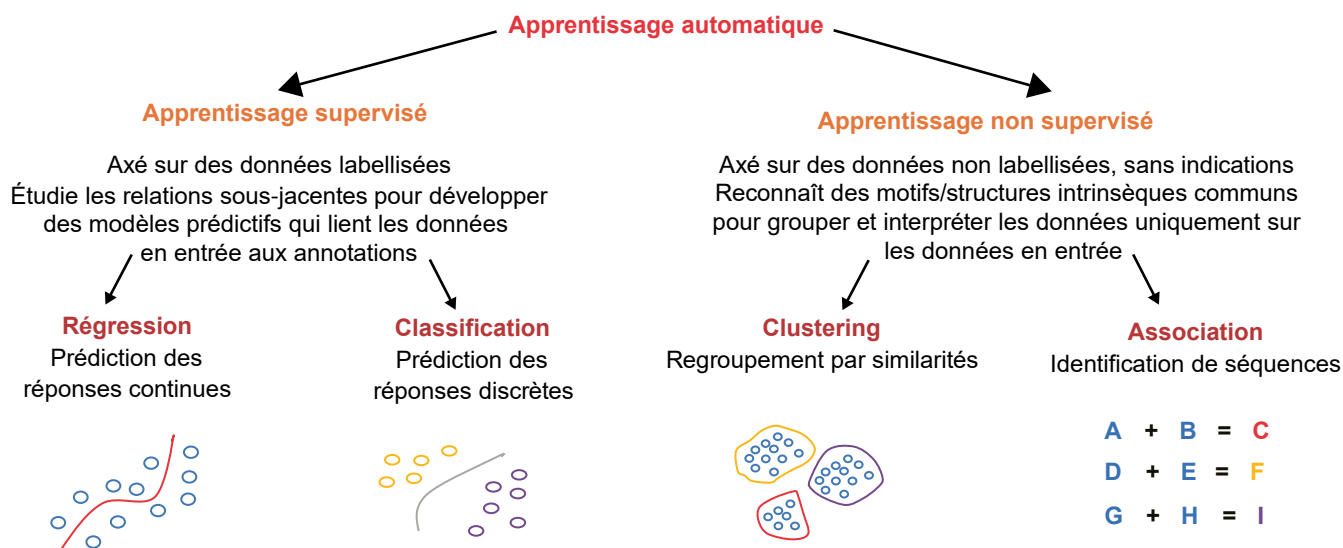 Apprentissage automatique
Apprentissage supervisé
Axé sur des données labellisées
Étudie les relations sous-jacentes pour développer
des modèles prédictifs qui lient les données
en entrée aux annotations
Régression
Prédiction des
réponses continues
Classification
Prédiction des
réponses discrètes
Apprentissage non supervisé
Axé sur des données non labellisées, sans indications
Reconnaît des motifs/structures intrinsèques communs
pour grouper et interpréter les données uniquement sur
les données en entrée
Clustering
Regroupement par similarités
Association
Identification de séquences
A + B = C
D + E = F
G + H = I